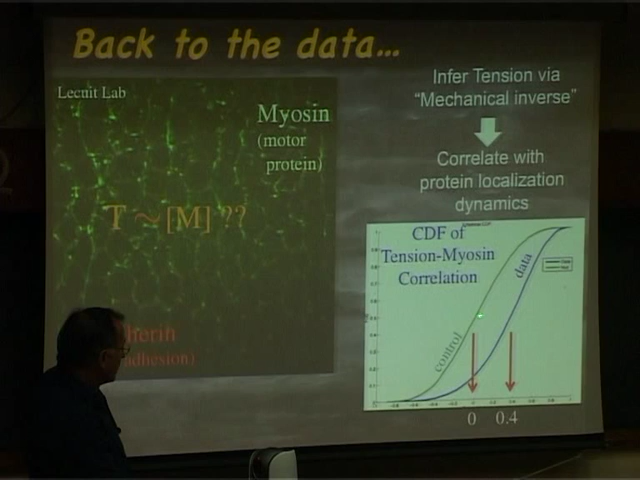 Back to the data...
Lecuit Lab
Myosin
(motor
protein)
T ~ [M] ??
herin
adhesion)
Infer Tension via
"Mechanical inverse"
Correlate with
protein localization
dynamics
CDF of
Tension-Myosin
Correlation
data
control
0 0.4